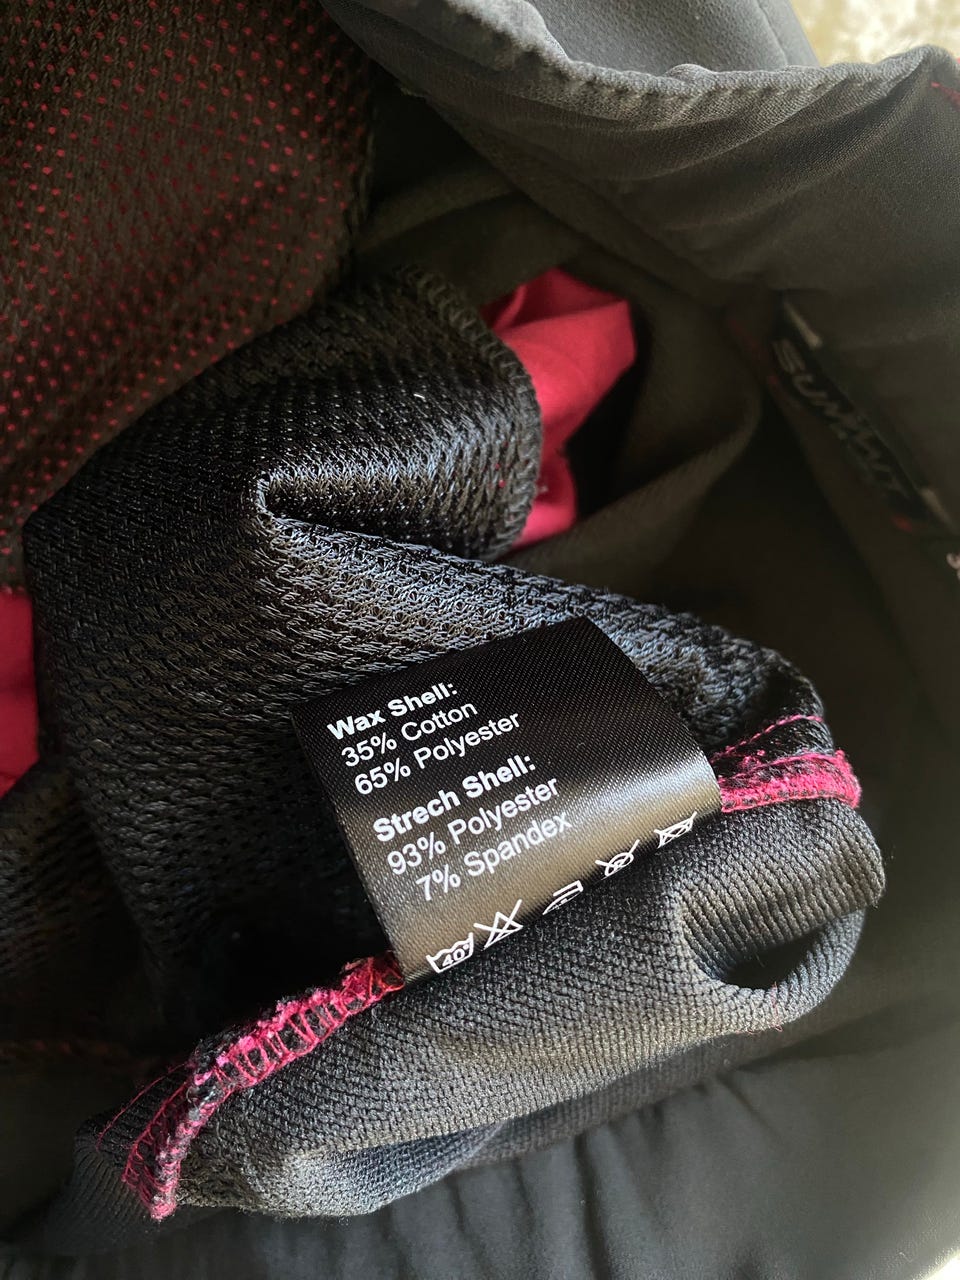 Wax Shell:
35% Cotton
65% Polyester
Strech Shell:
93% Polyester
7% Spandex
40°